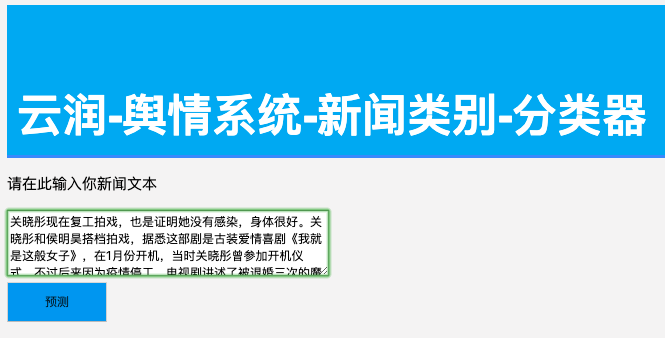 云润-舆情系统-新闻类别-分类器
请在此输入你新闻文本
关晓彤现在复工拍戏，也是证明她没有感染，身体很好。关
晓彤和侯明昊搭档拍戏，据悉这部剧是古装爱情喜剧《我就
是这般女子》，在1月份开机，当时关晓彤曾参加开机仪
式，不过后来因为疫情停工。电视剧讲述了被退婚三次的魔
预测